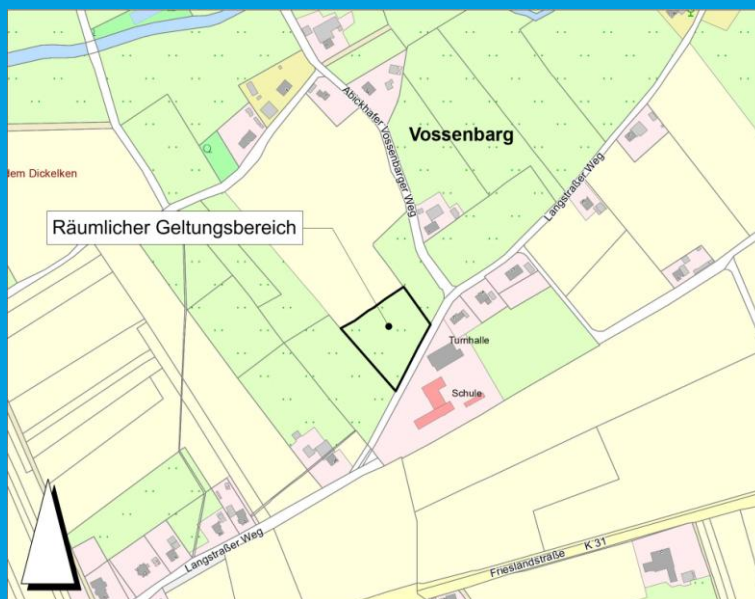 Abickhafer Vossenbarger Weg
Vossenbarg
Langstraßer Weg
dem Dickelken
Räumlicher Geltungsbereich
Turnhalle
Schule
Langstraßer Weg
Frieslandstraße K 31